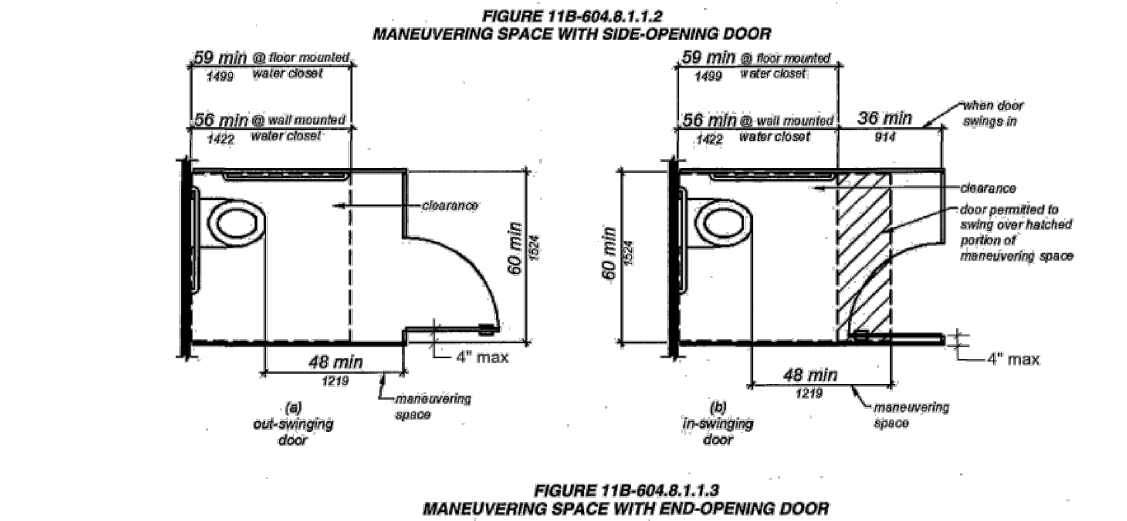 FIGURE 11B-604.8.1.1.2
MANEUVERING SPACE WITH SIDE-OPENING DOOR
59 min @ floor mounted
1499 water closet
56 min @ wall mounted
1422 water closet
clearance
60 min
1524
4" max
48 min
1219
maneuvering
space
(a)
out-swinging
door
59 min @ floor mounted
1499 water closet
56 min @ wall mounted
1422 water closet
36 min
914
when door
swings in
60 min
1524
clearance
door permitted to
swing over hatched
portion of
maneuvering space
4" max
48 min
1219
maneuvering
space
(b)
in-swinging
door
FIGURE 11B-604.8.1.1.3
MANEUVERING SPACE WITH END-OPENING DOOR